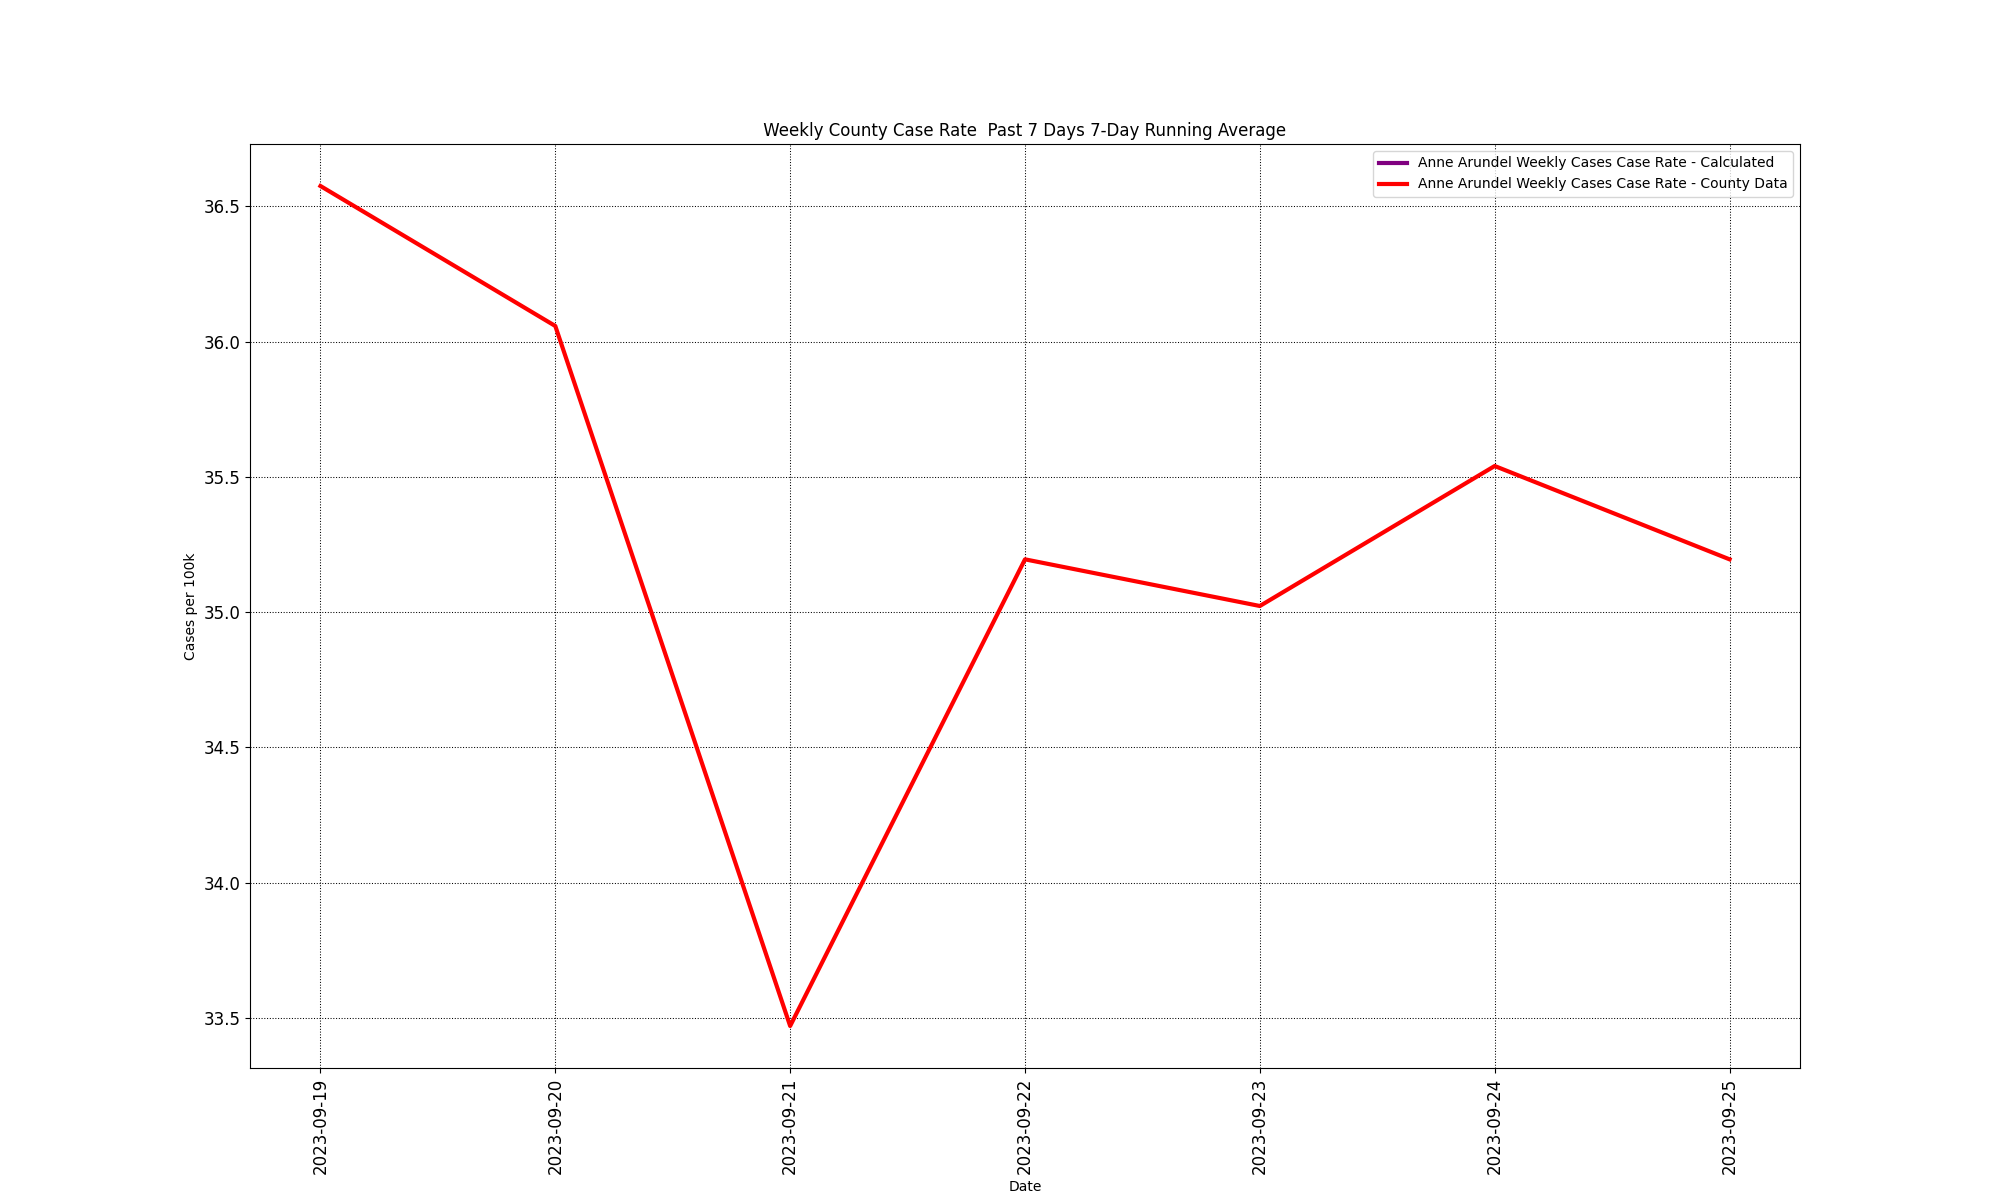 Weekly County Case Rate  Past 7 Days 7-Day Running Average
Anne Arundel Weekly Cases Case Rate - Calculated
Anne Arundel Weekly Cases Case Rate - County Data
36.5
36.0
35.5
35.0
34.5
34.0
33.5
Cases per 100k
2023-09-19
2023-09-20
2023-09-21
2023-09-22
2023-09-23
2023-09-24
2023-09-25
Date